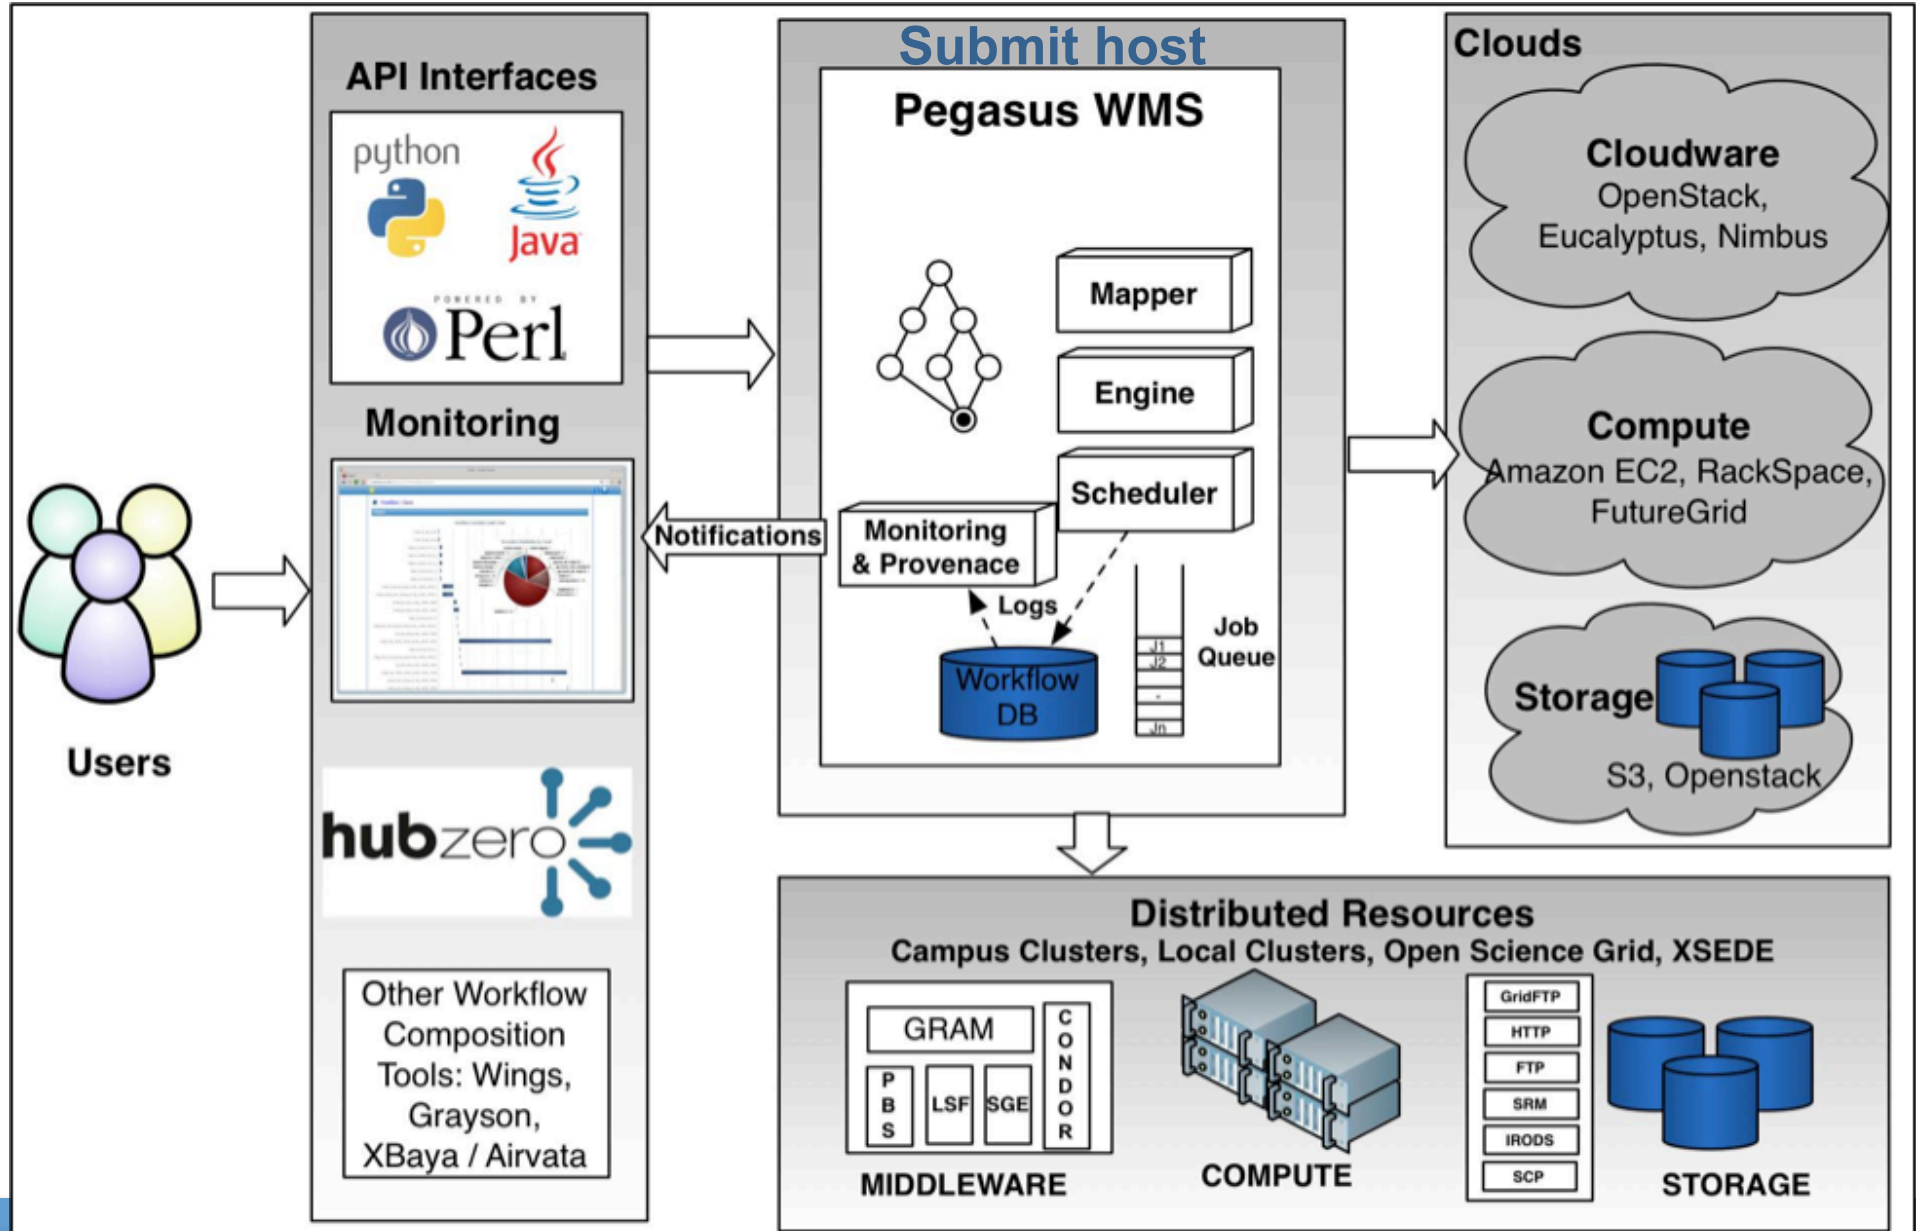 API Interfaces
python
Java
POWERED BY
Perl
Monitoring
hubzero
Other Workflow
Composition
Tools: Wings,
Grayson,
XBaya / Airvata
Users
Submit host
Pegasus WMS
Mapper
Engine
Scheduler
Notifications
Monitoring
& Provenace
Logs
Workflow
DB
J1
J2
.
Jn
Job
Queue
Clouds
Cloudware
OpenStack,
Eucalyptus, Nimbus
Compute
Amazon EC2, RackSpace,
FutureGrid
Storage
S3, Openstack
Distributed Resources
Campus Clusters, Local Clusters, Open Science Grid, XSEDE
GRAM
PBS
LSF
SGE
CONDOR
MIDDLEWARE
COMPUTE
GridFTP
HTTP
FTP
SRM
IRODS
SCP
STORAGE